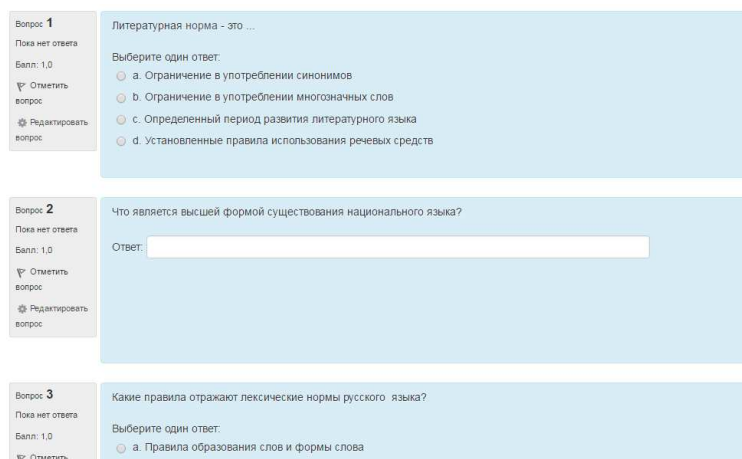 Вопрос 1
Пока нет ответа
Балл: 1,0
Отметить
вопрос
Редактировать
вопрос
Литературная норма - это ...
Выберите один ответ:
a. Ограничение в употреблении синонимов
b. Ограничение в употреблении многозначных слов
c. Определенный период развития литературного языка
d. Установленные правила использования речевых средств
Вопрос 2
Пока нет ответа
Балл: 1,0
Отметить
вопрос
Редактировать
вопрос
Что является высшей формой существования национального языка?
Ответ:
Вопрос 3
Пока нет ответа
Балл: 1,0
Отметить
Какие правила отражают лексические нормы русского языка?
Выберите один ответ:
a. Правила образования слов и формы слова